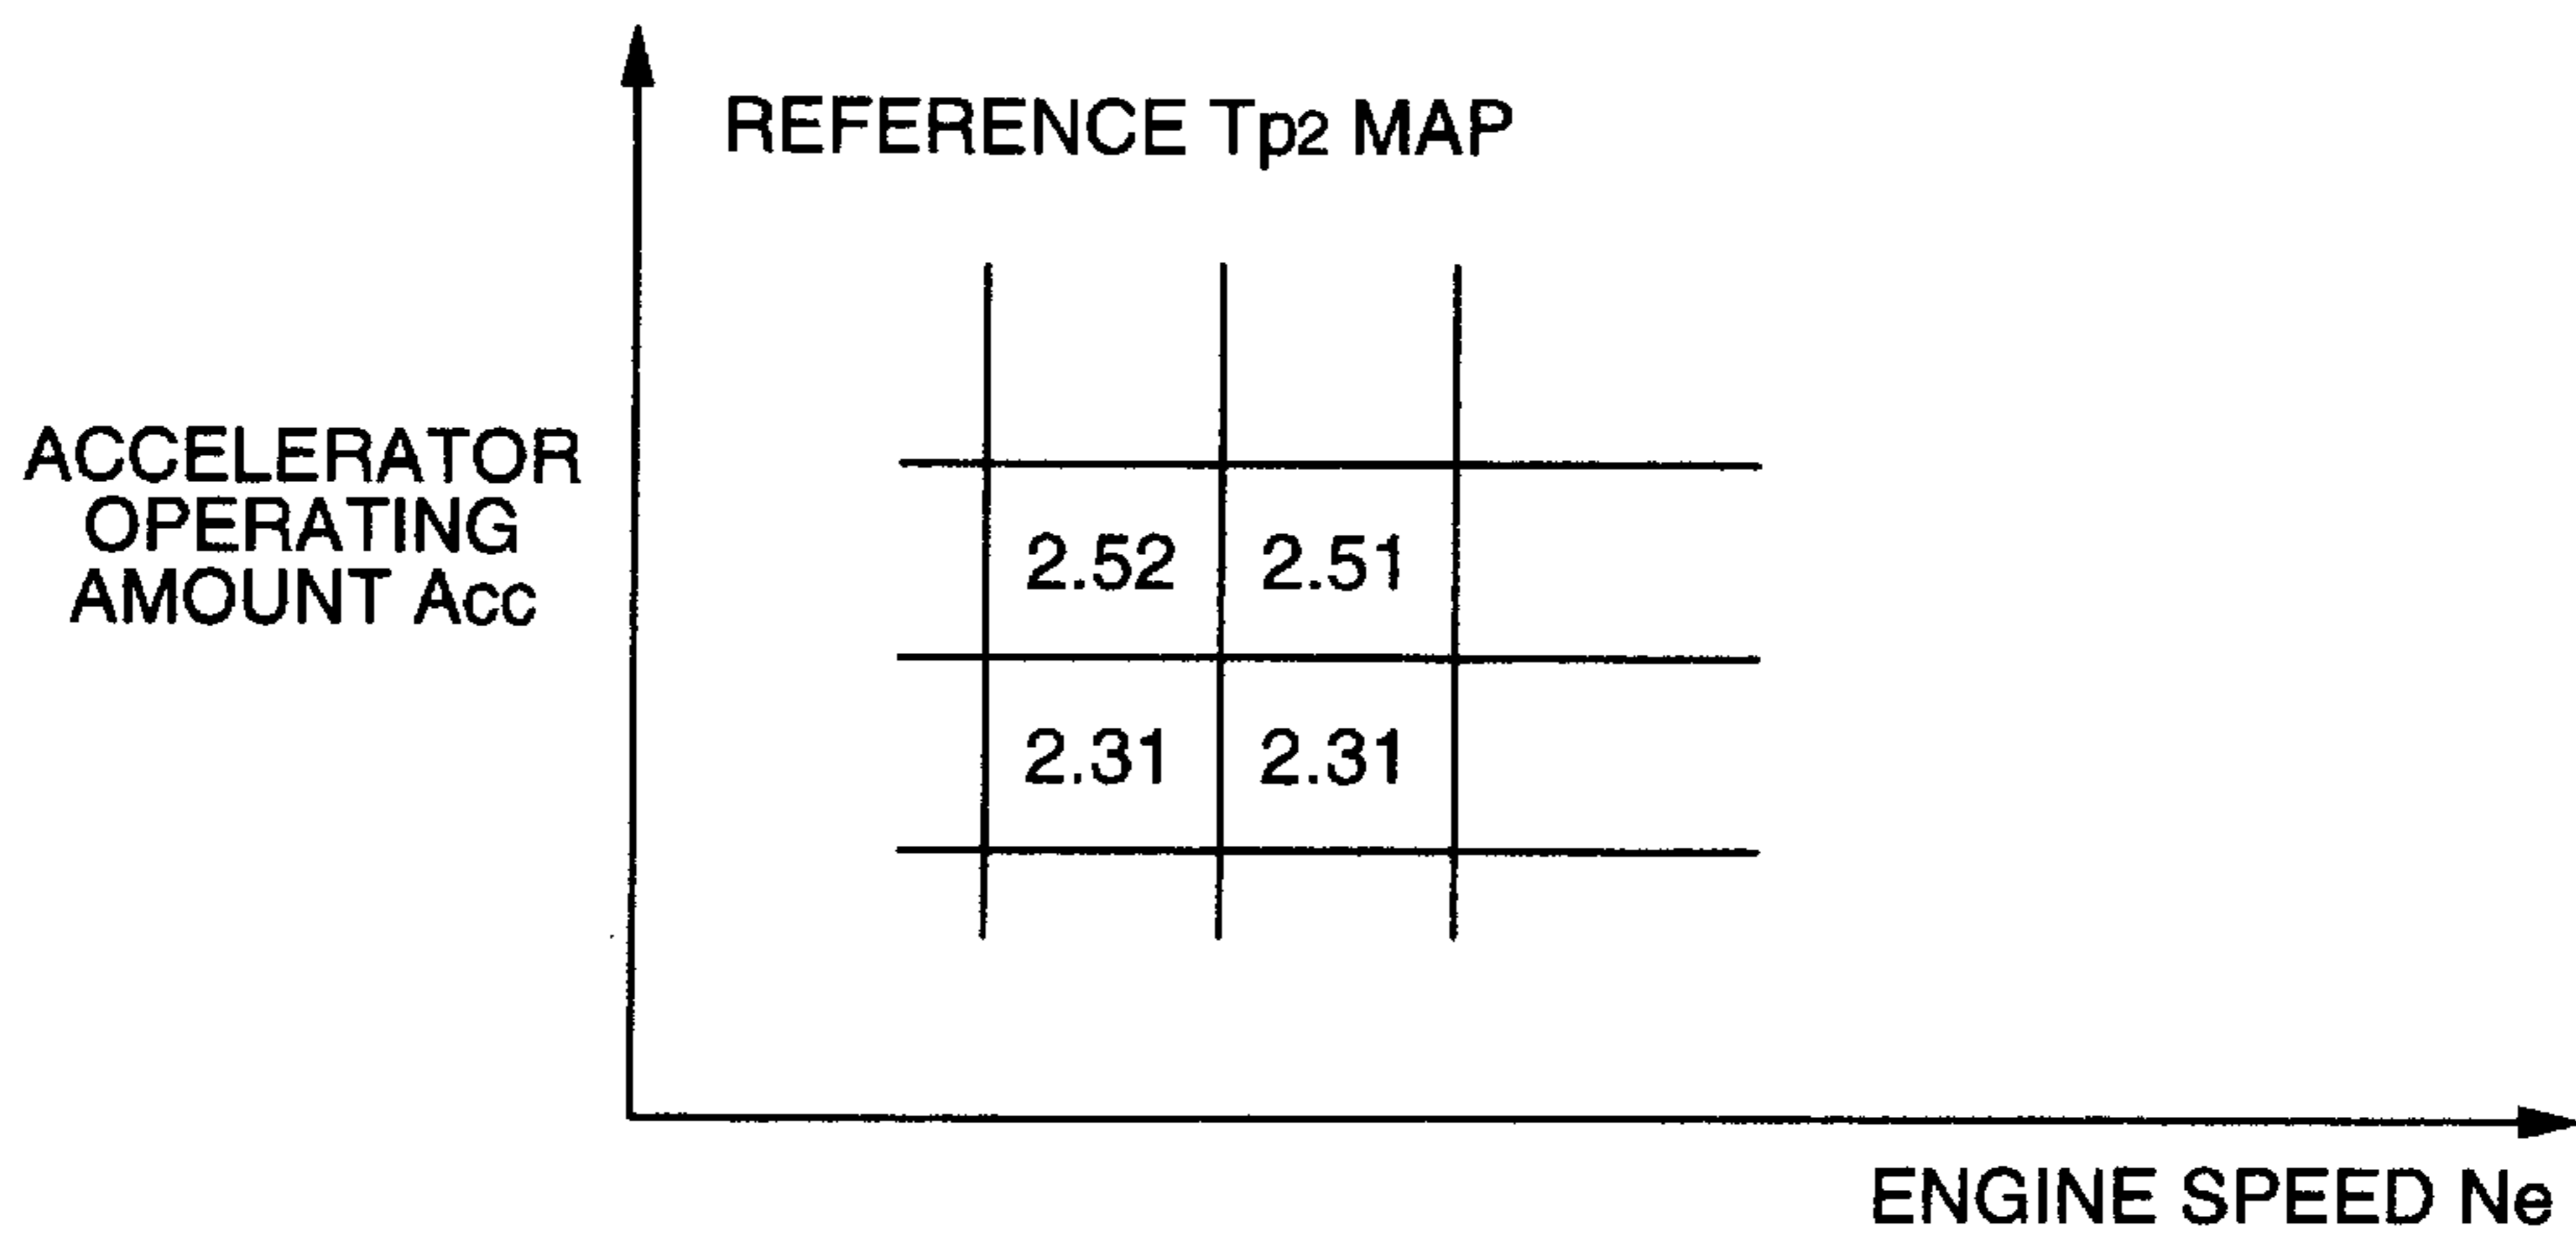 REFERENCE Tp2 MAP
ACCELERATOR
OPERATING
AMOUNT Acc
2.52 2.51
2.31 2.31
ENGINE SPEED Ne